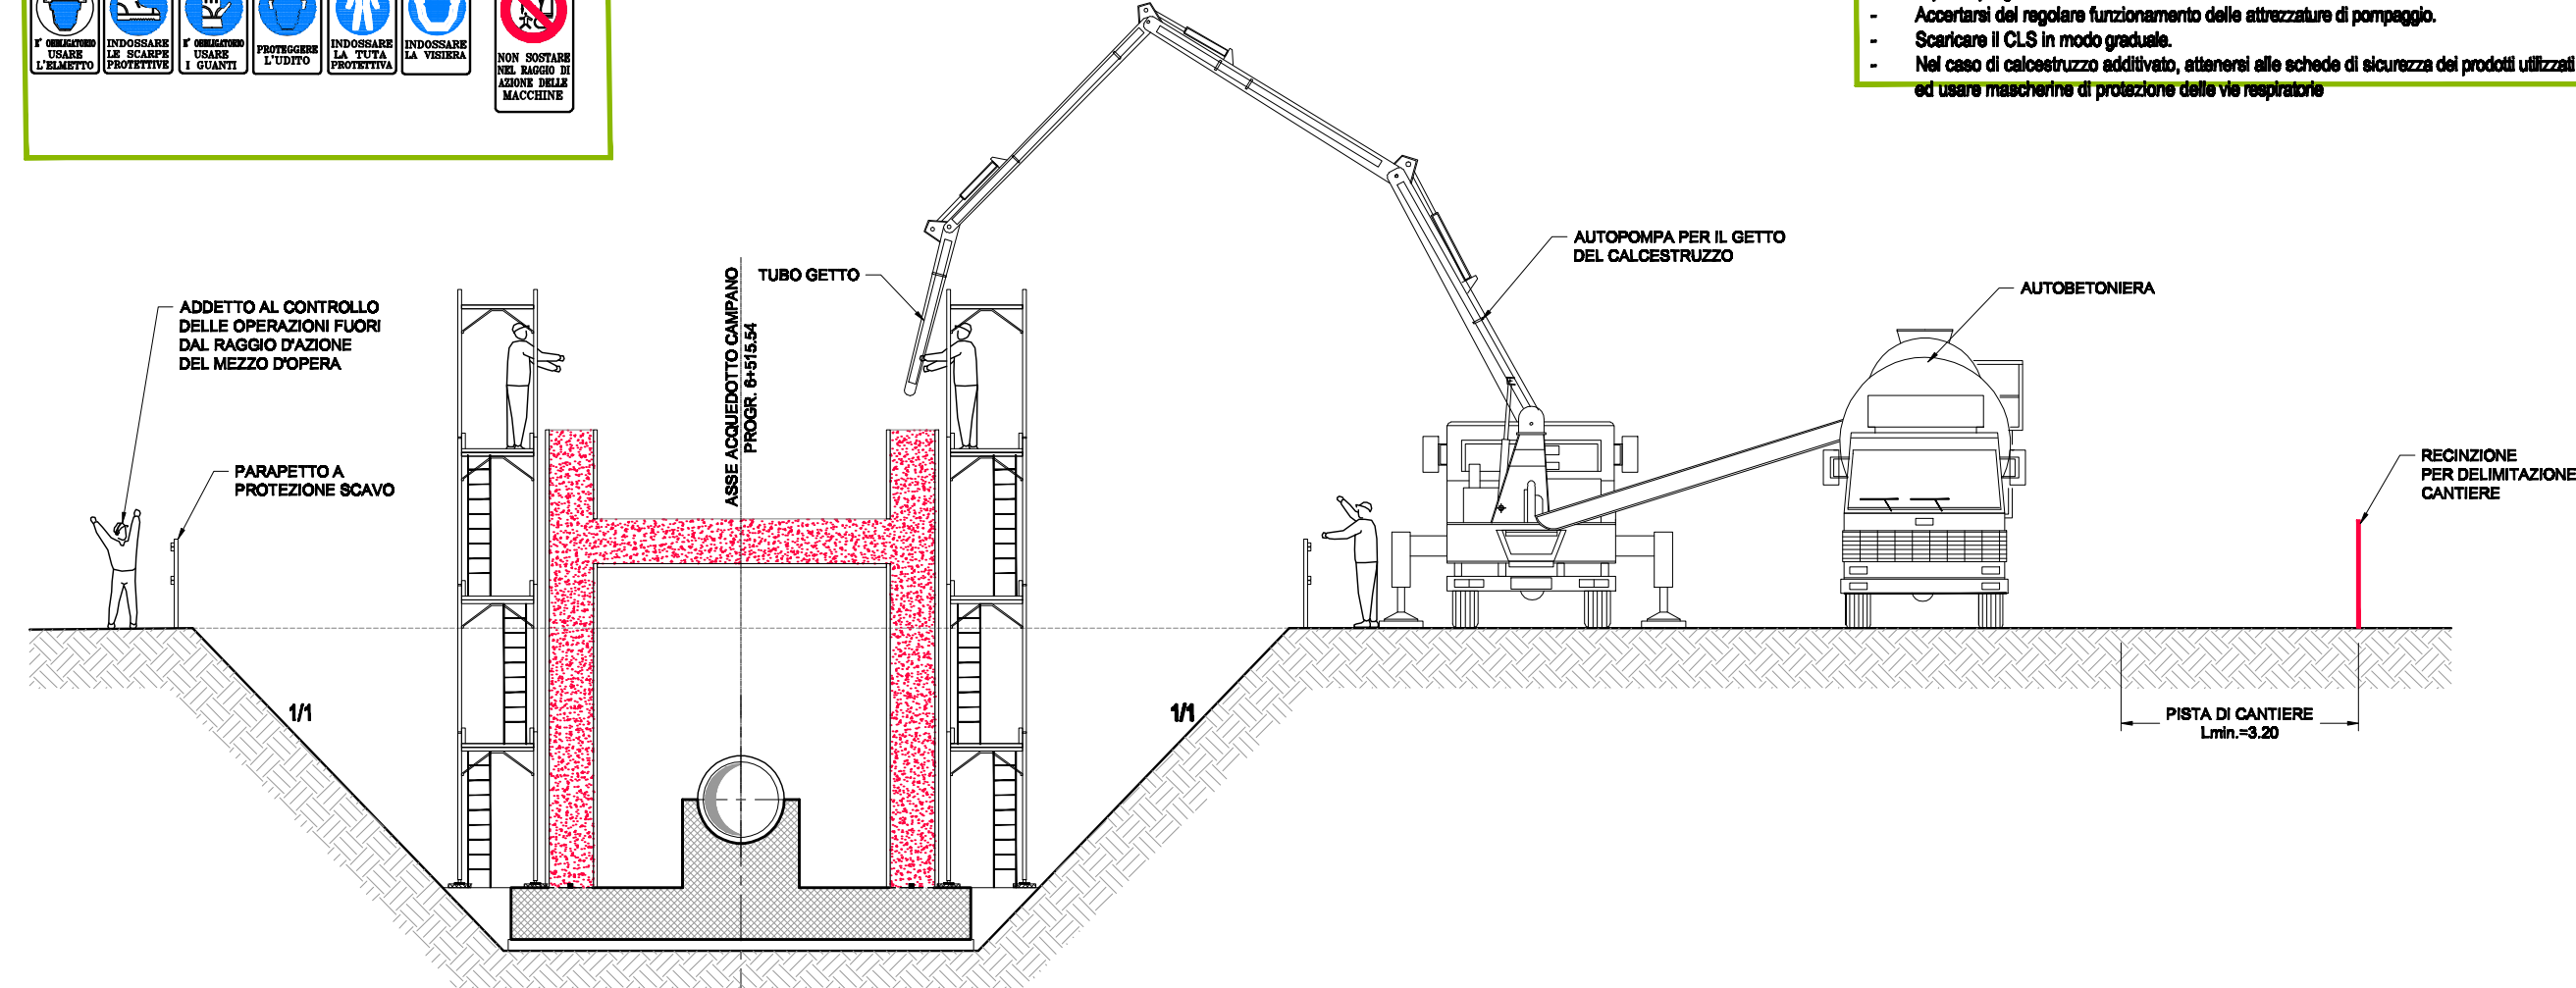 E' OBBLIGATORIO
USARE
L'ELMETTO
INDOSSARE
LE SCARPE
PROTETTIVE
E' OBBLIGATORIO
USARE
I GUANTI
PROTEGGERE
L'UDITO
INDOSSARE
LA TUTA
PROTETTIVA
INDOSSARE
LA VISIERA
NON SOSTARE
NEL RAGGIO DI
AZIONE DELLE
MACCHINE
- Accertarsi del regolare funzionamento delle attrezzature di pompaggio.
- Scaricare il CLS in modo graduale.
- Nel caso di calcestruzzo additivato, attenersi alle schede di sicurezza dei prodotti utilizzati
ed usare mascherine di protezione delle vie respiratorie
ADDETTO AL CONTROLLO
DELLE OPERAZIONI FUORI
DAL RAGGIO D'AZIONE
DEL MEZZO D'OPERA
PARAPETTO A
PROTEZIONE SCAVO
ASSE ACQUEDOTTO CAMPANO
PROGR. 6+515.54
TUBO GETTO
AUTOPOMPA PER IL GETTO
DEL CALCESTRUZZO
AUTOBETONIERA
RECINZIONE
PER DELIMITAZIONE
CANTIERE
1/1
1/1
PISTA DI CANTIERE
Lmin.=3.20